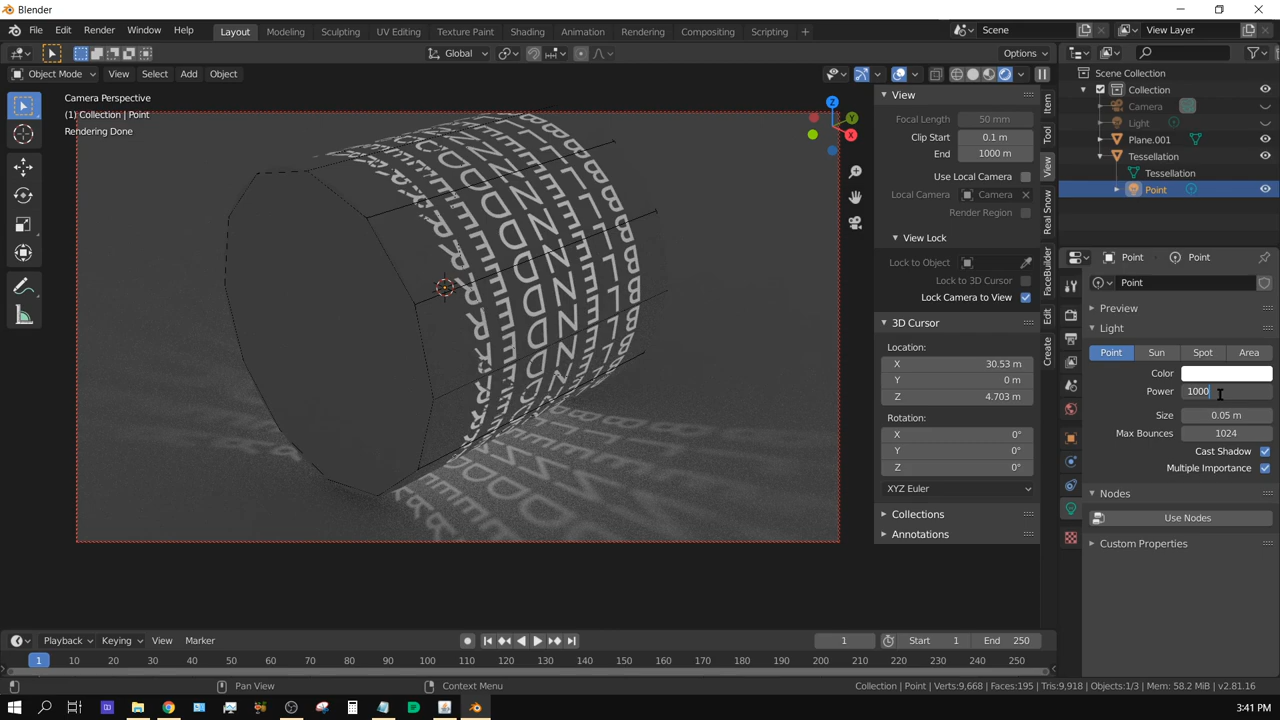 Blender
File Edit Render Window Help Layout Modeling Sculpting UV Editing Texture Paint Shading Animation Rendering Compositing Scripting + Scene View Layer
Global Options
Object Mode View Select Add Object
Camera Perspective
(1) Collection | Point
Rendering Done
Z
Y
X
View
Focal Length 50 mm
Clip Start 0.1 m
End 1000 m
Use Local Camera
Local Camera Camera
Render Region
View Lock
Lock to Object
Lock to 3D Cursor
Lock Camera to View
3D Cursor
Location:
X 30.53 m
Y 0 m
Z 4.703 m
Rotation:
X 0°
Y 0°
Z 0°
XYZ Euler
Collections
Annotations
Item
Tool
View
Real Snow
FaceBuilder
Edit
Create
Scene Collection
Collection
Camera
Light
Plane.001
Tessellation
Tessellation
Point
Point Point
Point
Preview
Light
Point Sun Spot Area
Color
Power 1000
Size 0.05 m
Max Bounces 1024
Cast Shadow
Multiple Importance
Nodes
Use Nodes
Custom Properties
Playback Keying View Marker 1 Start 1 End 250
1 10 20 30 40 50 60 70 80 90 100 110 120 130 140 150 160 170 180 190 200 210 220 230 240 250
Pan View Context Menu Collection | Point | Verts:9,668 | Faces:195 | Tris:9,918 | Objects:1/3 | Mem: 58.2 MiB | v2.81.16
3:41 PM